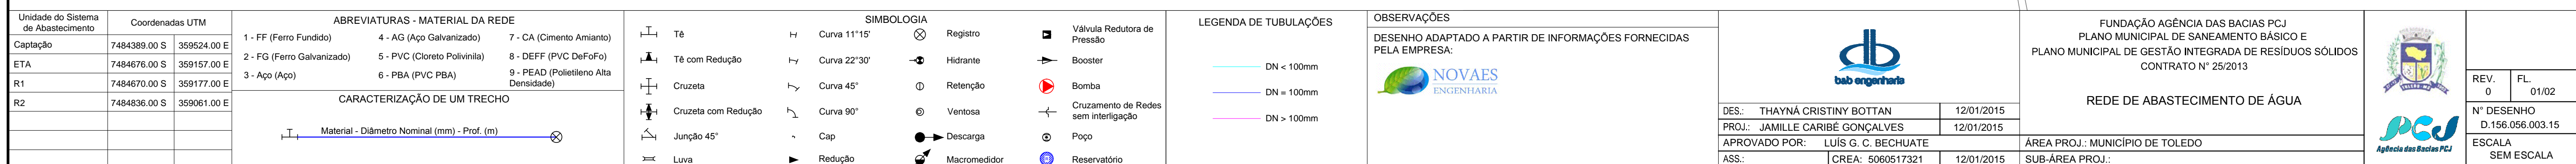 Unidade do Sistema
de Abastecimento
Coordenadas UTM
Captação 7484389.00 S 359524.00 E
ETA 7484676.00 S 359157.00 E
R1 7484670.00 S 359177.00 E
R2 7484836.00 S 359061.00 E
ABREVIATURAS - MATERIAL DA REDE
1 - FF (Ferro Fundido) 4 - AG (Aço Galvanizado) 7 - CA (Cimento Amianto)
2 - FG (Ferro Galvanizado) 5 - PVC (Cloreto Polivinila) 8 - DEFF (PVC DeFoFo)
3 - Aço (Aço) 6 - PBA (PVC PBA) 9 - PEAD (Polietileno Alta
Densidade)
CARACTERIZAÇÃO DE UM TRECHO
Material - Diâmetro Nominal (mm) - Prof. (m)
SIMBOLOGIA
Tê
Tê com Redução
Cruzeta
Cruzeta com Redução
Junção 45°
Luva
Curva 11°15'
Curva 22°30'
Curva 45°
Curva 90°
Cap
Redução
Registro
Hidrante
Retenção
Ventosa
Descarga
Macromedidor
Válvula Redutora de
Pressão
Booster
Bomba
Cruzamento de Redes
sem interligação
Poço
Reservatório
LEGENDA DE TUBULAÇÕES
DN < 100mm
DN = 100mm
DN > 100mm
OBSERVAÇÕES
DESENHO ADAPTADO A PARTIR DE INFORMAÇÕES FORNECIDAS
PELA EMPRESA:
NOVAES
ENGENHARIA
bab engenharia
DES.: THAYNÁ CRISTINY BOTTAN 12/01/2015
PROJ.: JAMILLE CARIBÉ GONÇALVES 12/01/2015
APROVADO POR: LUÍS G. C. BECHUATE
ASS.: CREA: 5060517321 12/01/2015
FUNDAÇÃO AGÊNCIA DAS BACIAS PCJ
PLANO MUNICIPAL DE SANEAMENTO BÁSICO E
PLANO MUNICIPAL DE GESTÃO INTEGRADA DE RESÍDUOS SÓLIDOS
CONTRATO N° 25/2013
REDE DE ABASTECIMENTO DE ÁGUA
ÁREA PROJ.: MUNICÍPIO DE TOLEDO
SUB-ÁREA PROJ.:
PCJ
Agência das Bacias PCJ
REV. FL.
0 01/02
N° DESENHO
D.156.056.003.15
ESCALA
SEM ESCALA